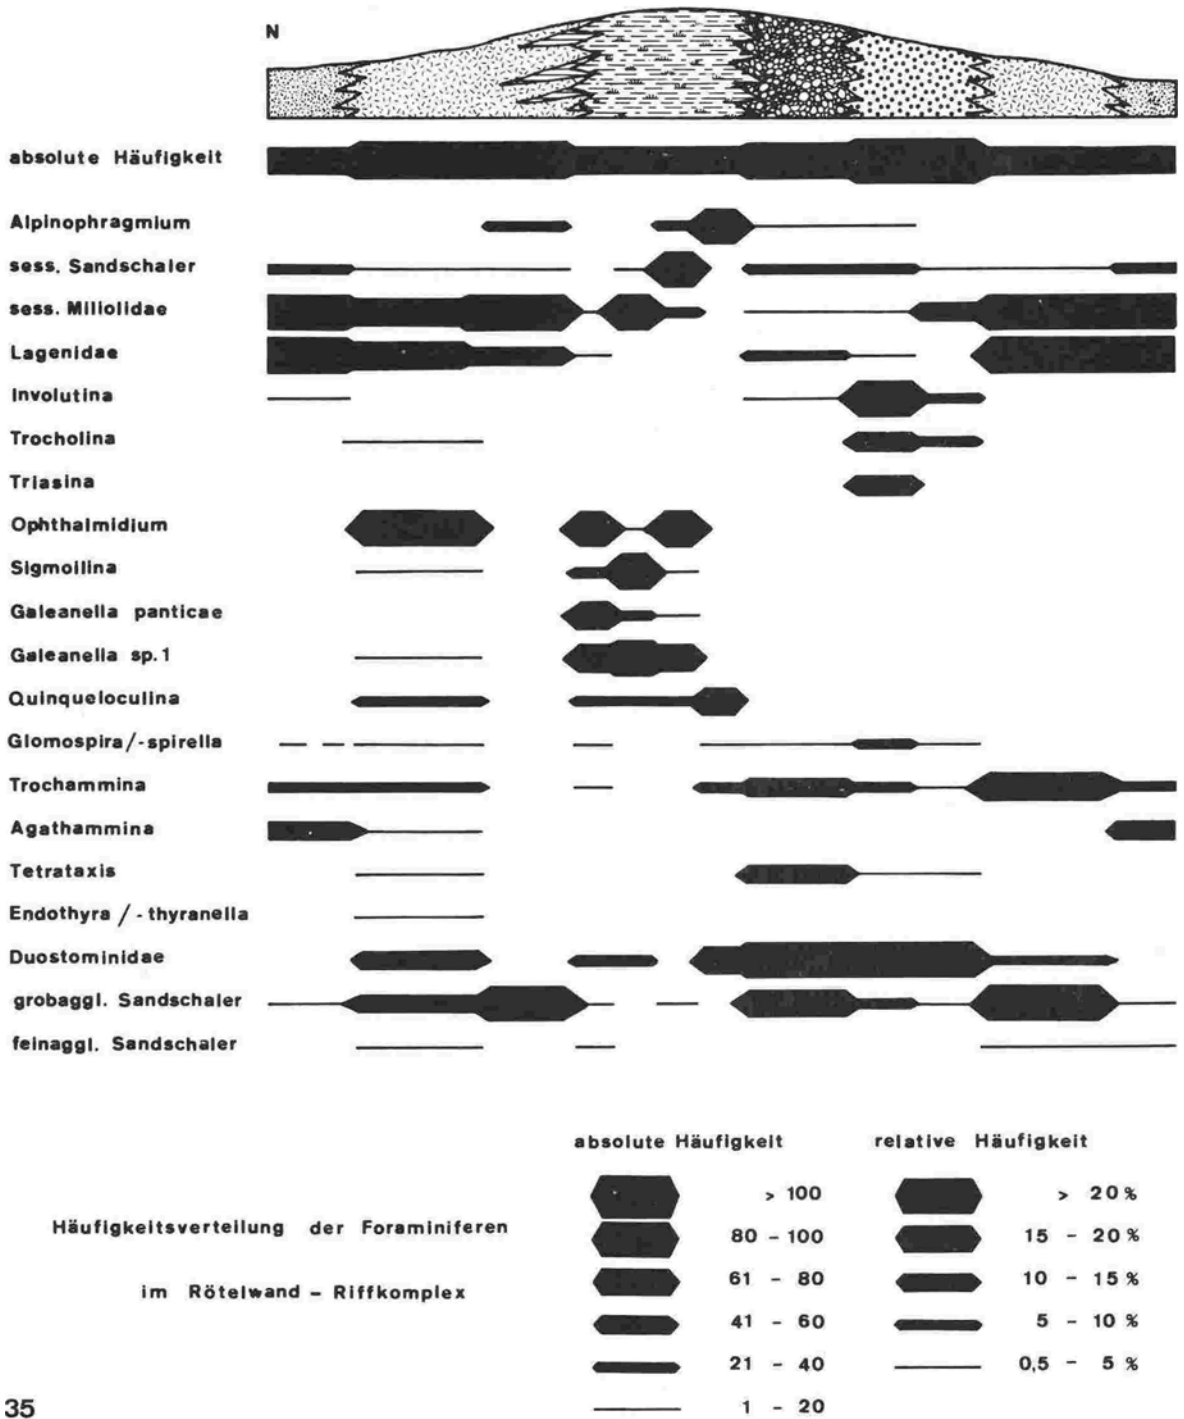 N
absolute Häufigkeit
Alpinophragmium
sess. Sandschaler
sess. Miliolidae
Lagenidae
Involutina
Trocholina
Triasina
Ophthalmidium
Sigmoilina
Galeanella panticae
Galeanella sp. 1
Quinqueloculina
Glomospira/-spirella
Trochammina
Agathammina
Tetrataxis
Endothyra / - thyranella
Duostominidae
grobaggl. Sandschaler
feinaggl. Sandschaler
absolute Häufigkeit
> 100
80 - 100
61 - 80
41 - 60
21 - 40
1 - 20
relative Häufigkeit
> 20 %
15 - 20 %
10 - 15 %
5 - 10 %
0,5 - 5 %
Häufigkeitsverteilung der Foraminiferen
im Rötelwand - Riffkomplex
35